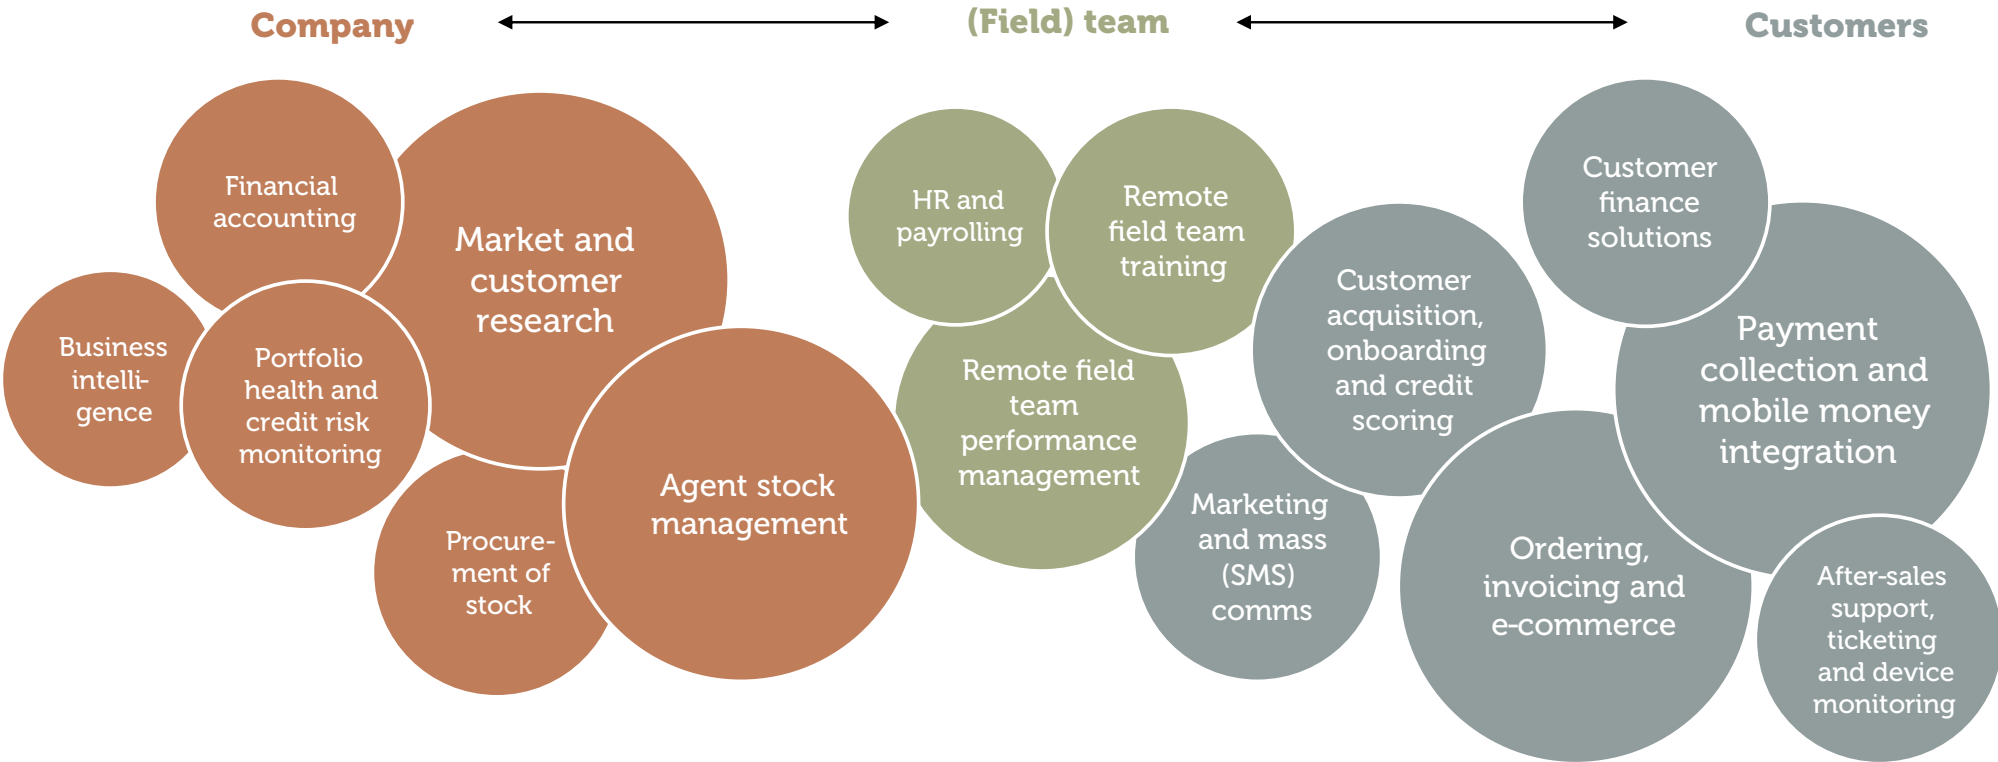 Company
(Field) team
Customers
Financial
accounting
Market and
customer
research
Business
intelli-
gence
Portfolio
health and
credit risk
monitoring
Procure-
ment of
stock
Agent stock
management
HR and
payrolling
Remote
field team
training
Remote field
team
performance
management
Customer
acquisition,
onboarding
and credit
scoring
Marketing
and mass
(SMS)
comms
Customer
finance
solutions
Payment
collection and
mobile money
integration
Ordering,
invoicing and
e-commerce
After-sales
support,
ticketing
and device
monitoring